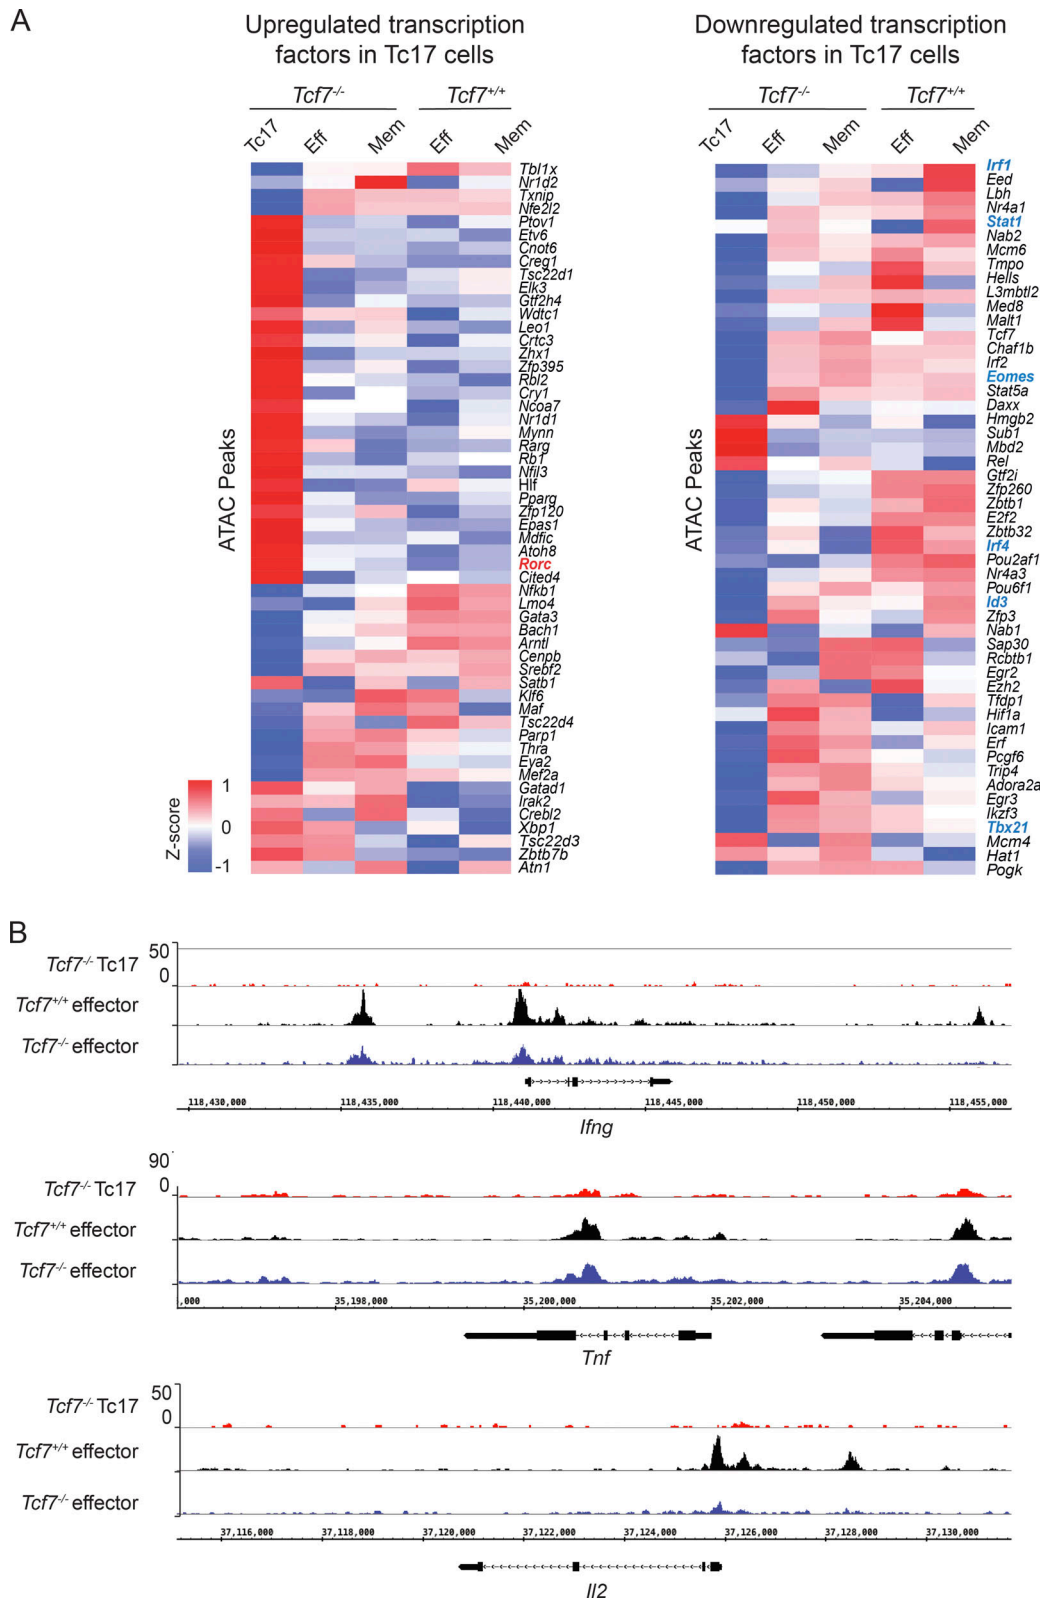 A
Upregulated transcription
factors in Tc17 cells
Tcf7-/-
Tcf7+/+
Tc17
Eff
Mem
Eff
Mem
ATAC Peaks
Tbl1x
Nr1d2
Txnip
Nfe2l2
Ptov1
Etv6
Cnot6
Creg1
Tsc22d1
Elk3
Gtf2h4
Wdtc1
Leo1
Crtc3
Zhx1
Zfp395
Rbl2
Cry1
Ncoa7
Nr1d1
Mynn
Rarg
Rb1
Nfil3
Hlf
Pparg
Zfp120
Epas1
Mdfic
Atoh8
Rorc
Cited4
Nfkb1
Lmo4
Gata3
Bach1
Arntl
Cenpb
Srebf2
Satb1
Klf6
Maf
Tsc22d4
Parp1
Thra
Eya2
Mef2a
Gatad1
Irak2
Crebl2
Xbp1
Tsc22d3
Zbtb7b
Atn1
Z-score
1
0
-1
Downregulated transcription
factors in Tc17 cells
Tcf7-/-
Tcf7+/+
Tc17
Eff
Mem
Eff
Mem
ATAC Peaks
Irf1
Eed
Lbh
Nr4a1
Stat1
Nab2
Mcm6
Tmpo
Hells
L3mbtl2
Med8
Malt1
Tcf7
Chaf1b
Irf2
Eomes
Stat5a
Daxx
Hmgb2
Sub1
Mbd2
Rel
Gtf2i
Zfp260
Zbtb1
E2f2
Zbtb32
Irf4
Pou2af1
Nr4a3
Pou6f1
Id3
Zfp3
Nab1
Sap30
Rcbtb1
Egr2
Ezh2
Tfdp1
Hif1a
Icam1
Erf
Pcgf6
Trip4
Adora2a
Egr3
Ikzf3
Tbx21
Mcm4
Hat1
Pogk
B
50
0
Tcf7-/- Tc17
Tcf7+/+ effector
Tcf7-/- effector
118,430,000 118,435,000 118,440,000 118,445,000 118,450,000 118,455,000
Ifng
90
0
Tcf7-/- Tc17
Tcf7+/+ effector
Tcf7-/- effector
,000 35,198,000 35,200,000 35,202,000 35,204,000
Tnf
50
0
Tcf7-/- Tc17
Tcf7+/+ effector
Tcf7-/- effector
37,116,000 37,118,000 37,120,000 37,122,000 37,124,000 37,126,000 37,128,000 37,130,000
Il2